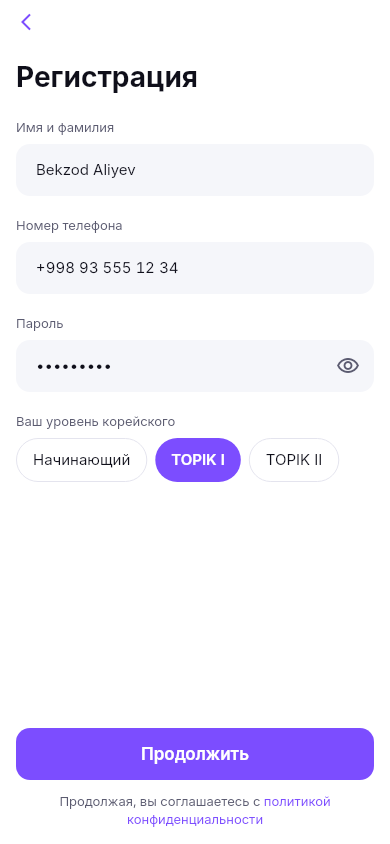 Регистрация
Имя и фамилия
Bekzod Aliyev
Номер телефона
+998 93 555 12 34
Пароль
•••••••••
Ваш уровень корейского
Начинающий TOPIK I TOPIK II
Продолжить
Продолжая, вы соглашаетесь с политикой
конфиденциальности